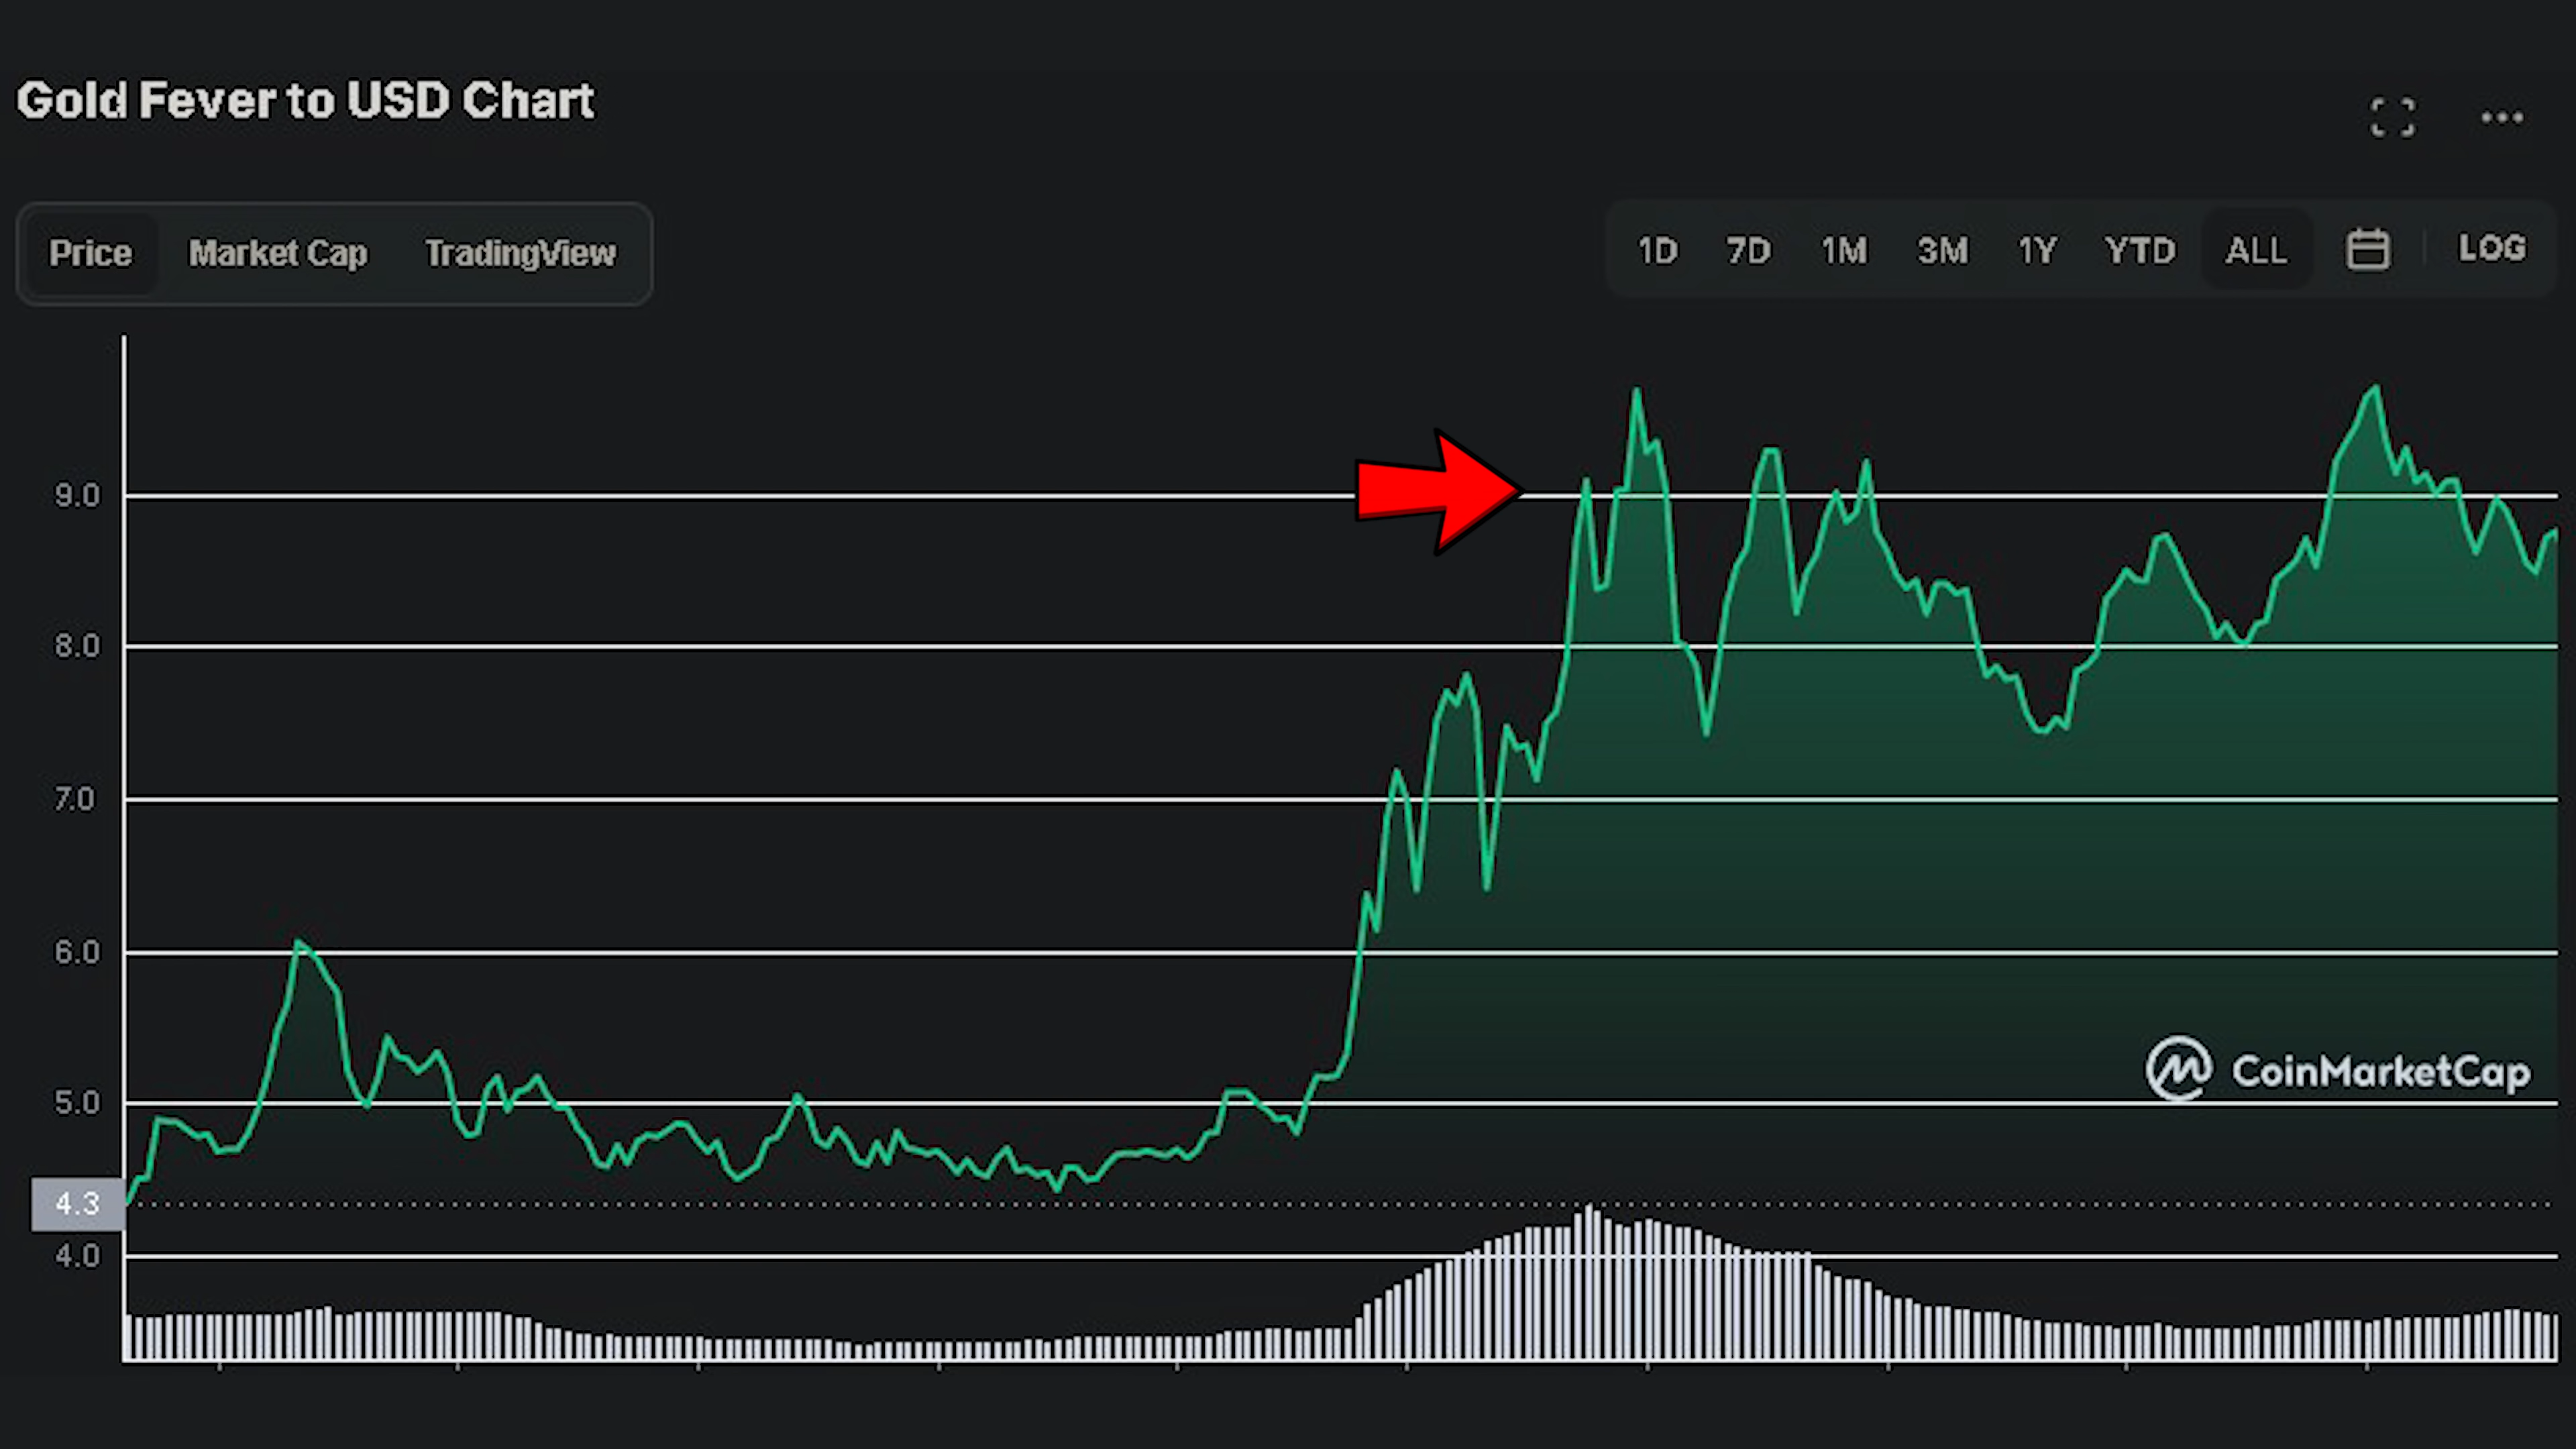 Gold Fever to USD Chart
Price Market Cap TradingView
1D 7D 1M 3M 1Y YTD ALL LOG
9.0
8.0
7.0
6.0
5.0
4.3
4.0
CoinMarketCap